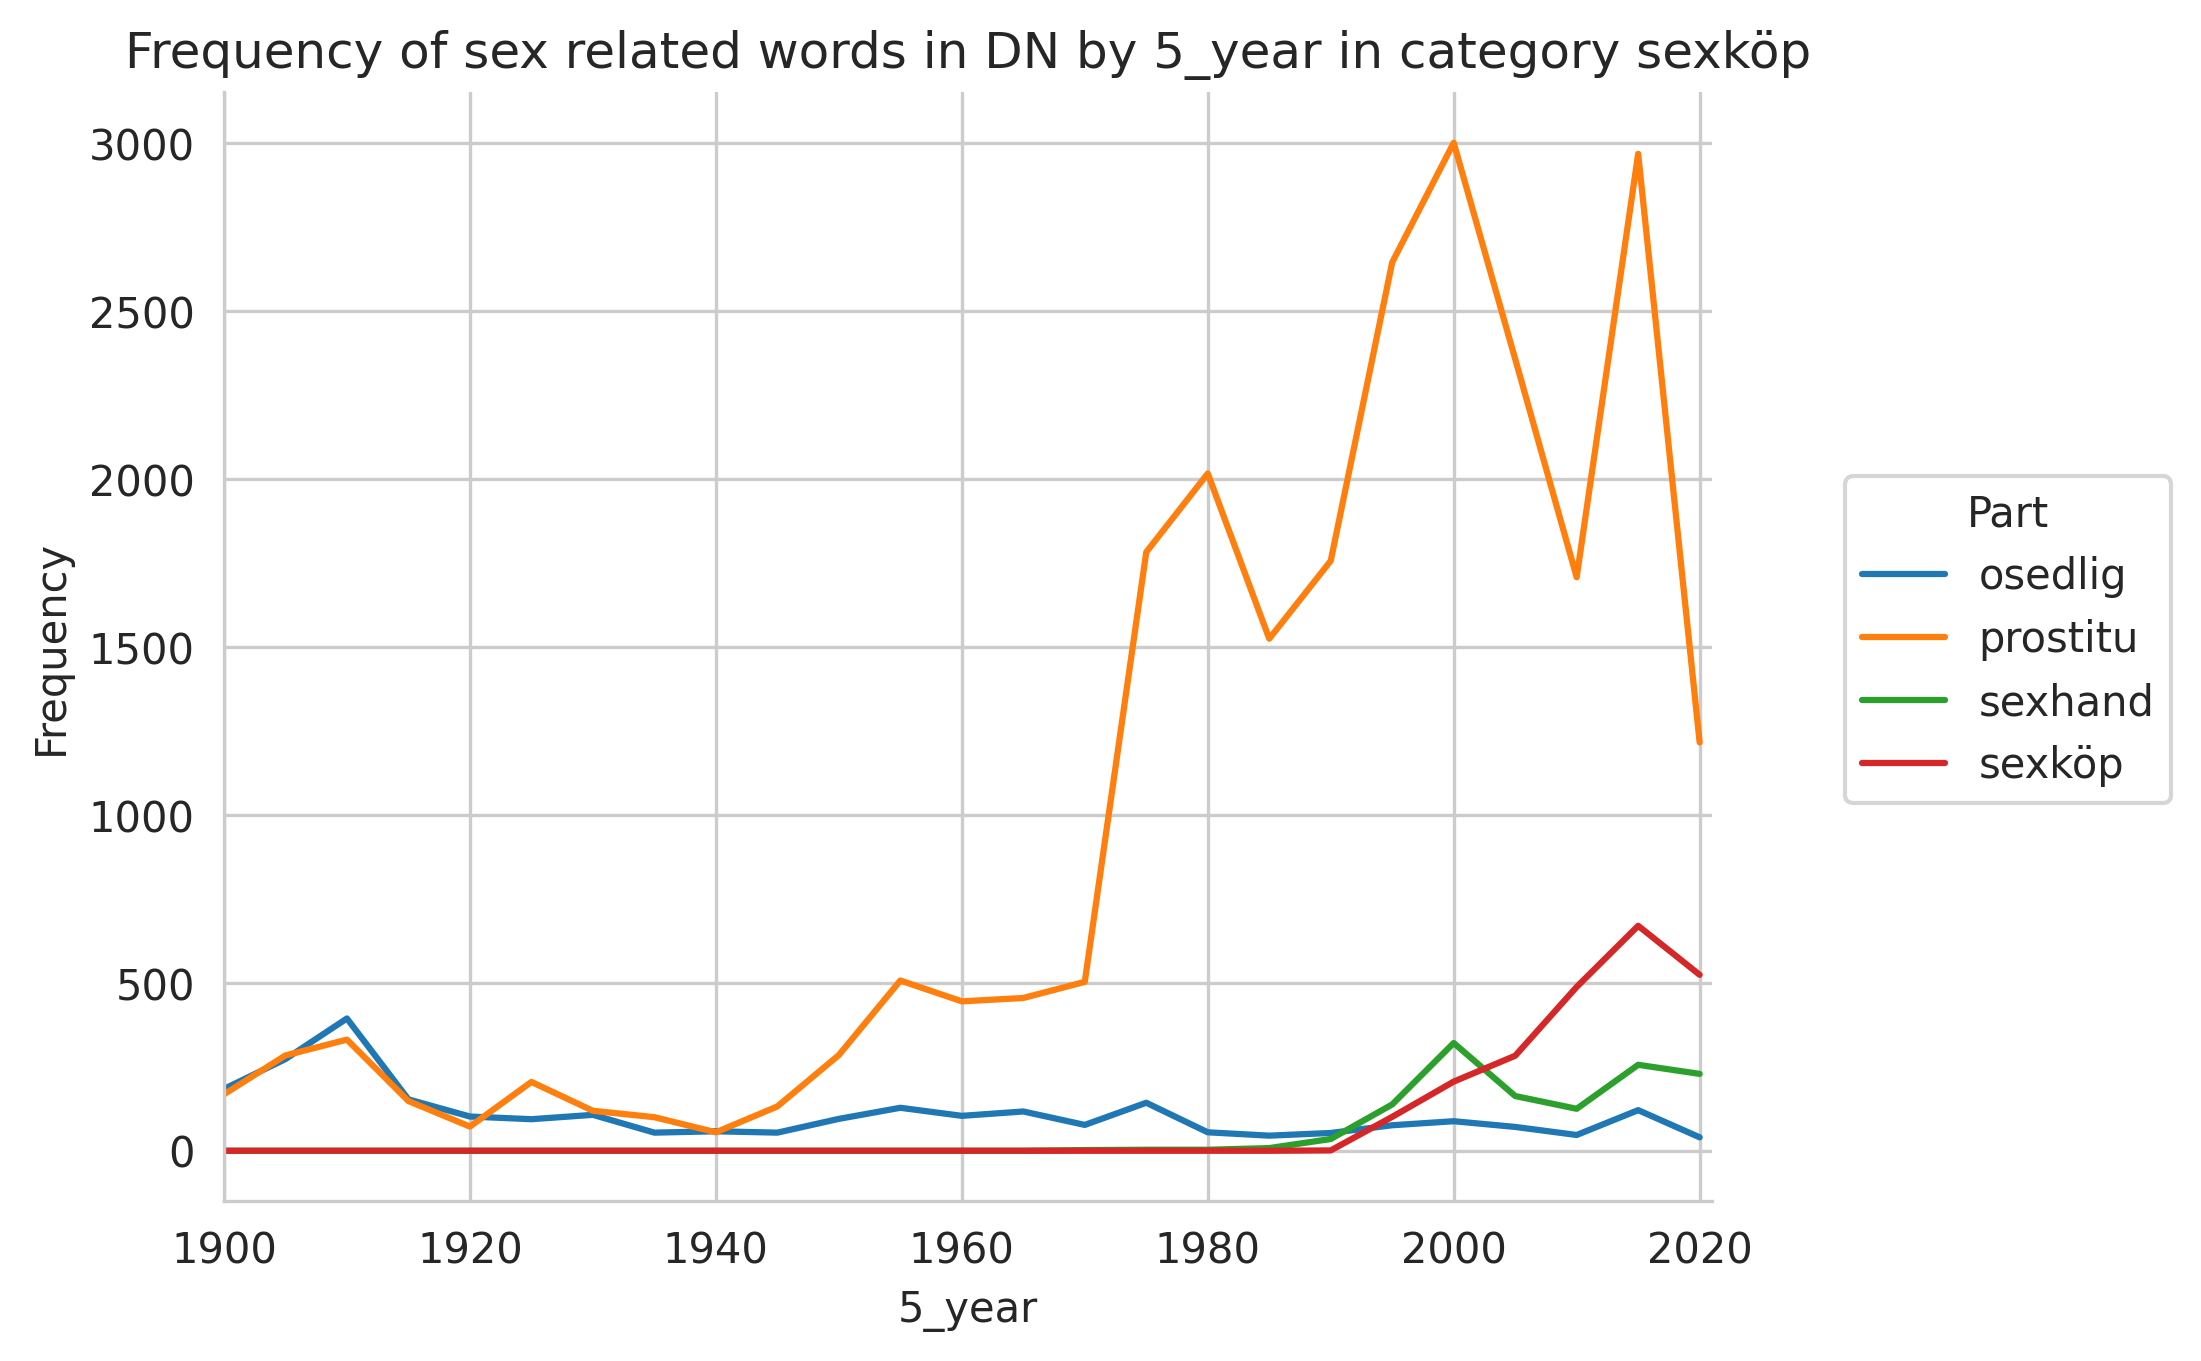 Frequency of sex related words in DN by 5_year in category sexköp
3000
2500
2000
1500
1000
500
0
Frequency
1900 1920 1940 1960 1980 2000 2020
5_year
Part
osedlig
prostitu
sexhand
sexköp